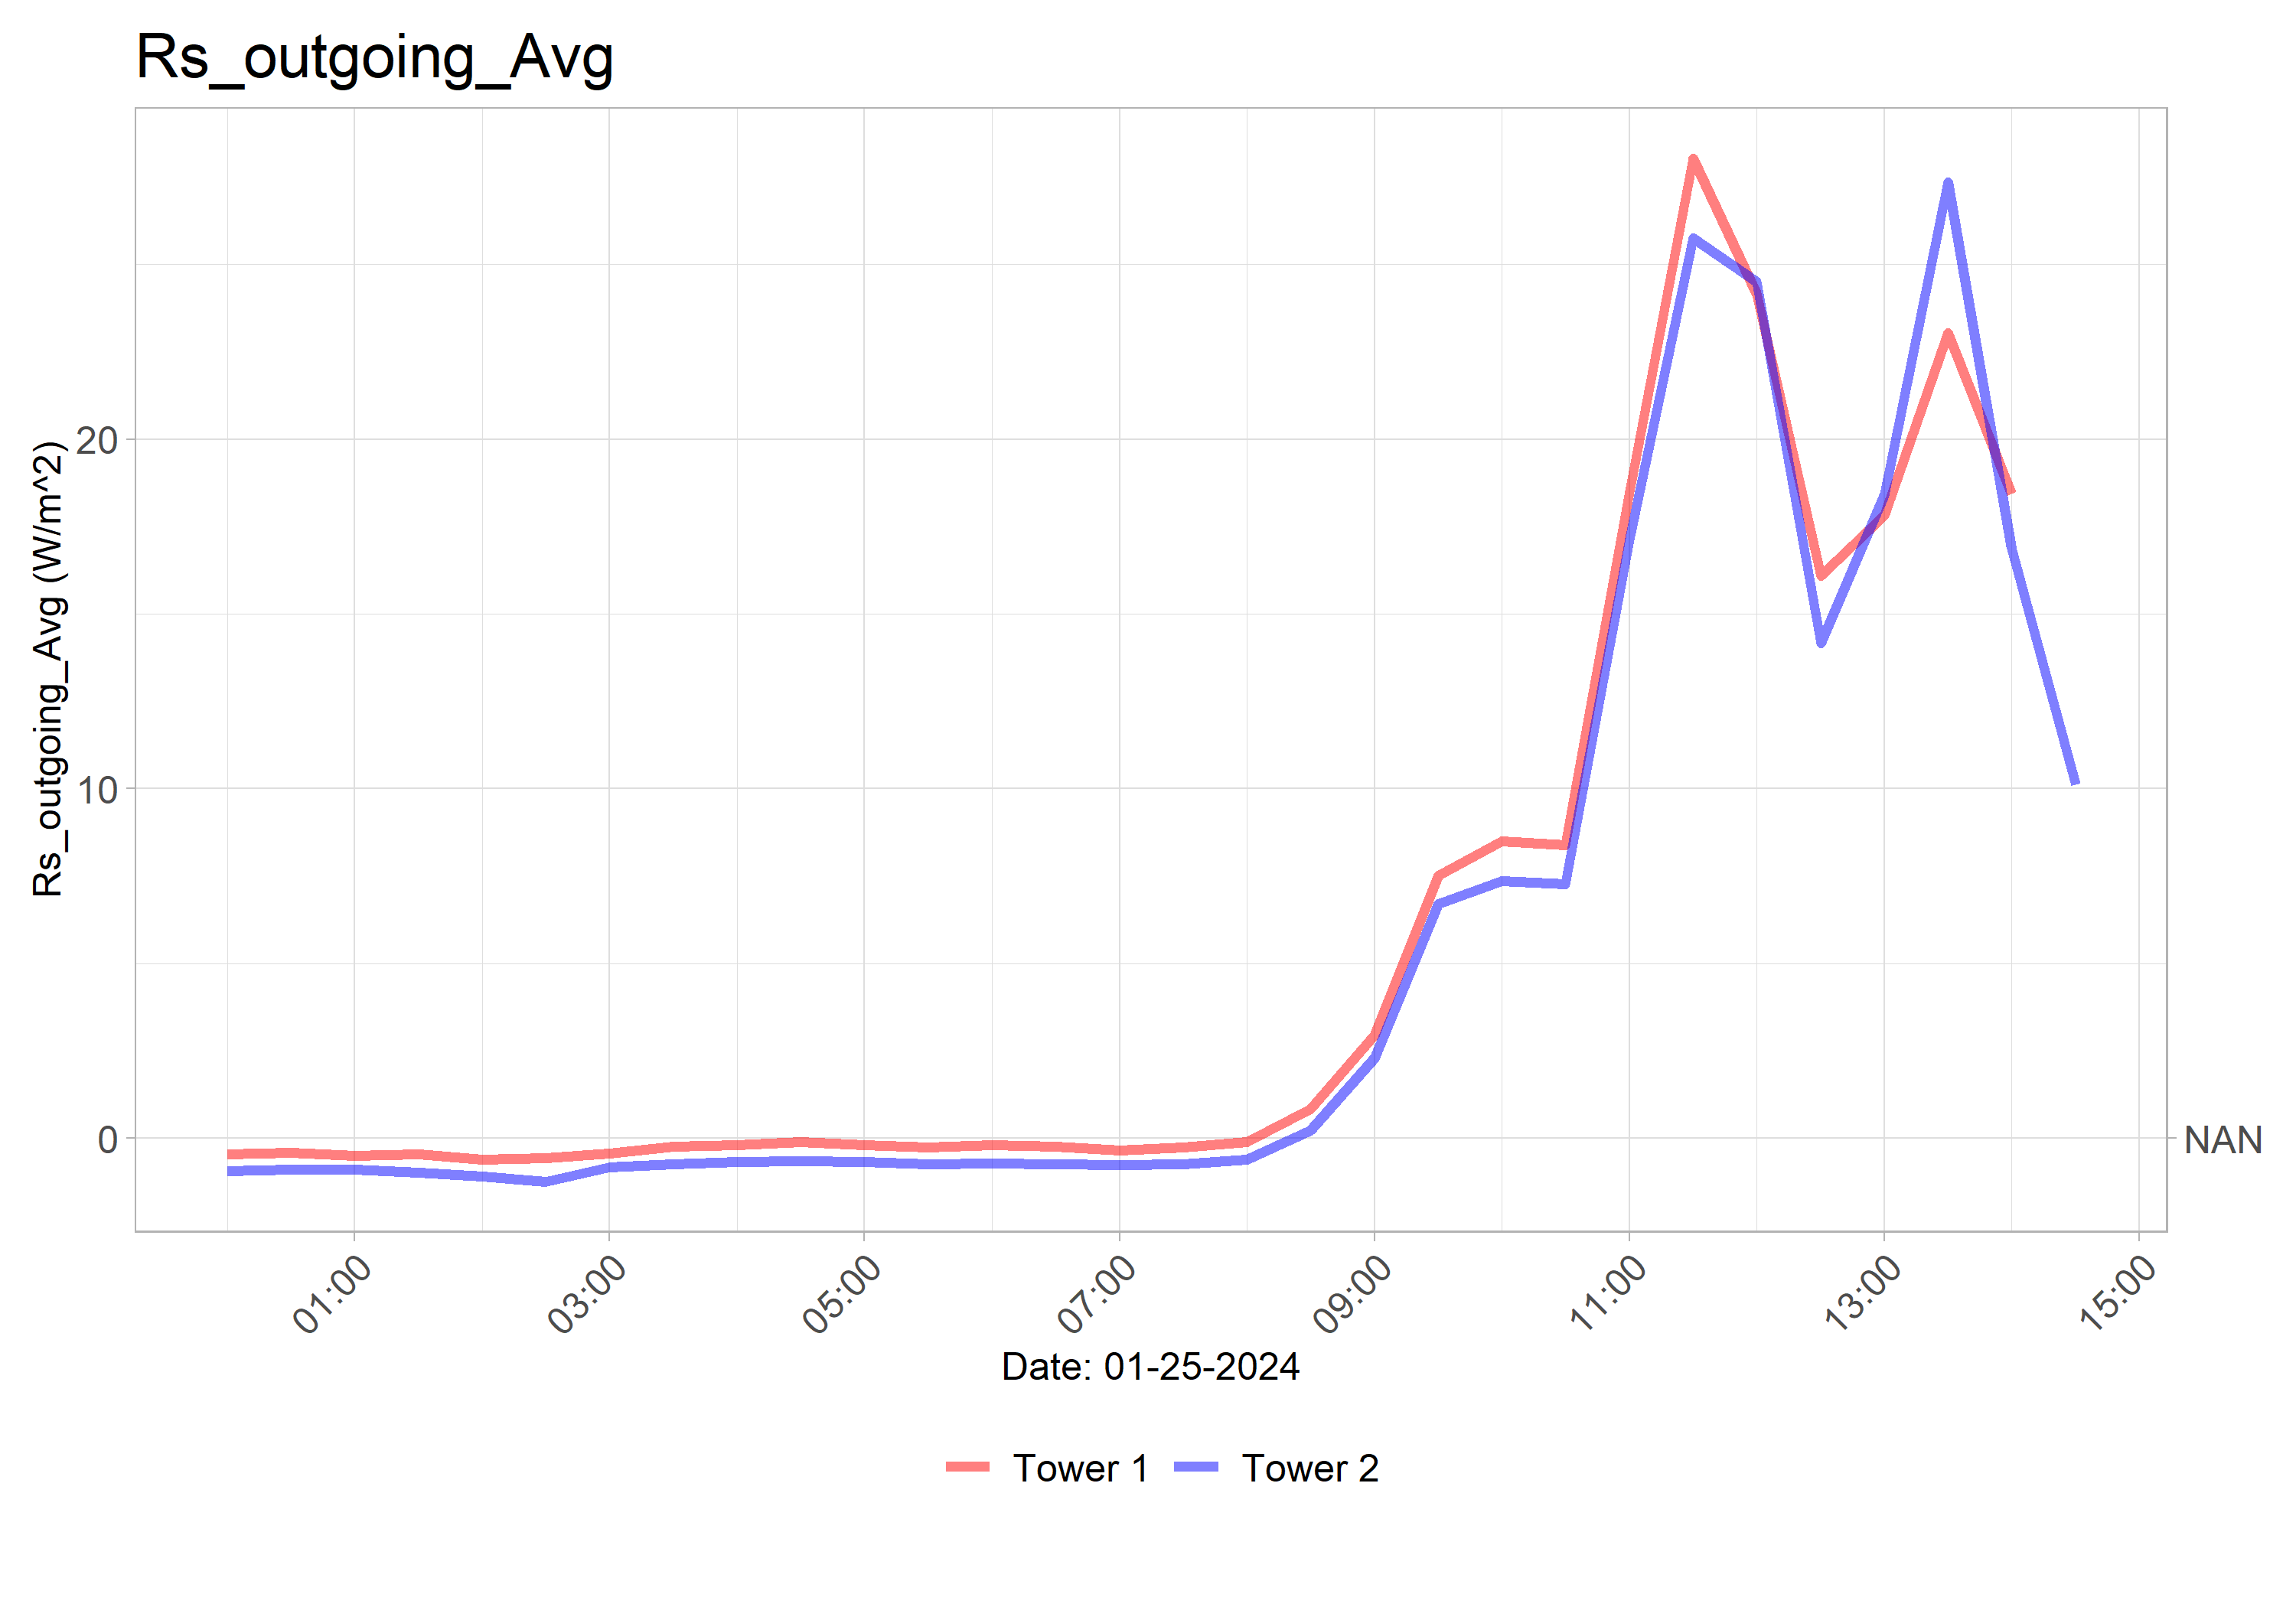 Rs_outgoing_Avg
Rs_outgoing_Avg (W/m^2)
20
10
0
NAN
01:00
03:00
05:00
07:00
09:00
11:00
13:00
15:00
Date: 01-25-2024
Tower 1
Tower 2